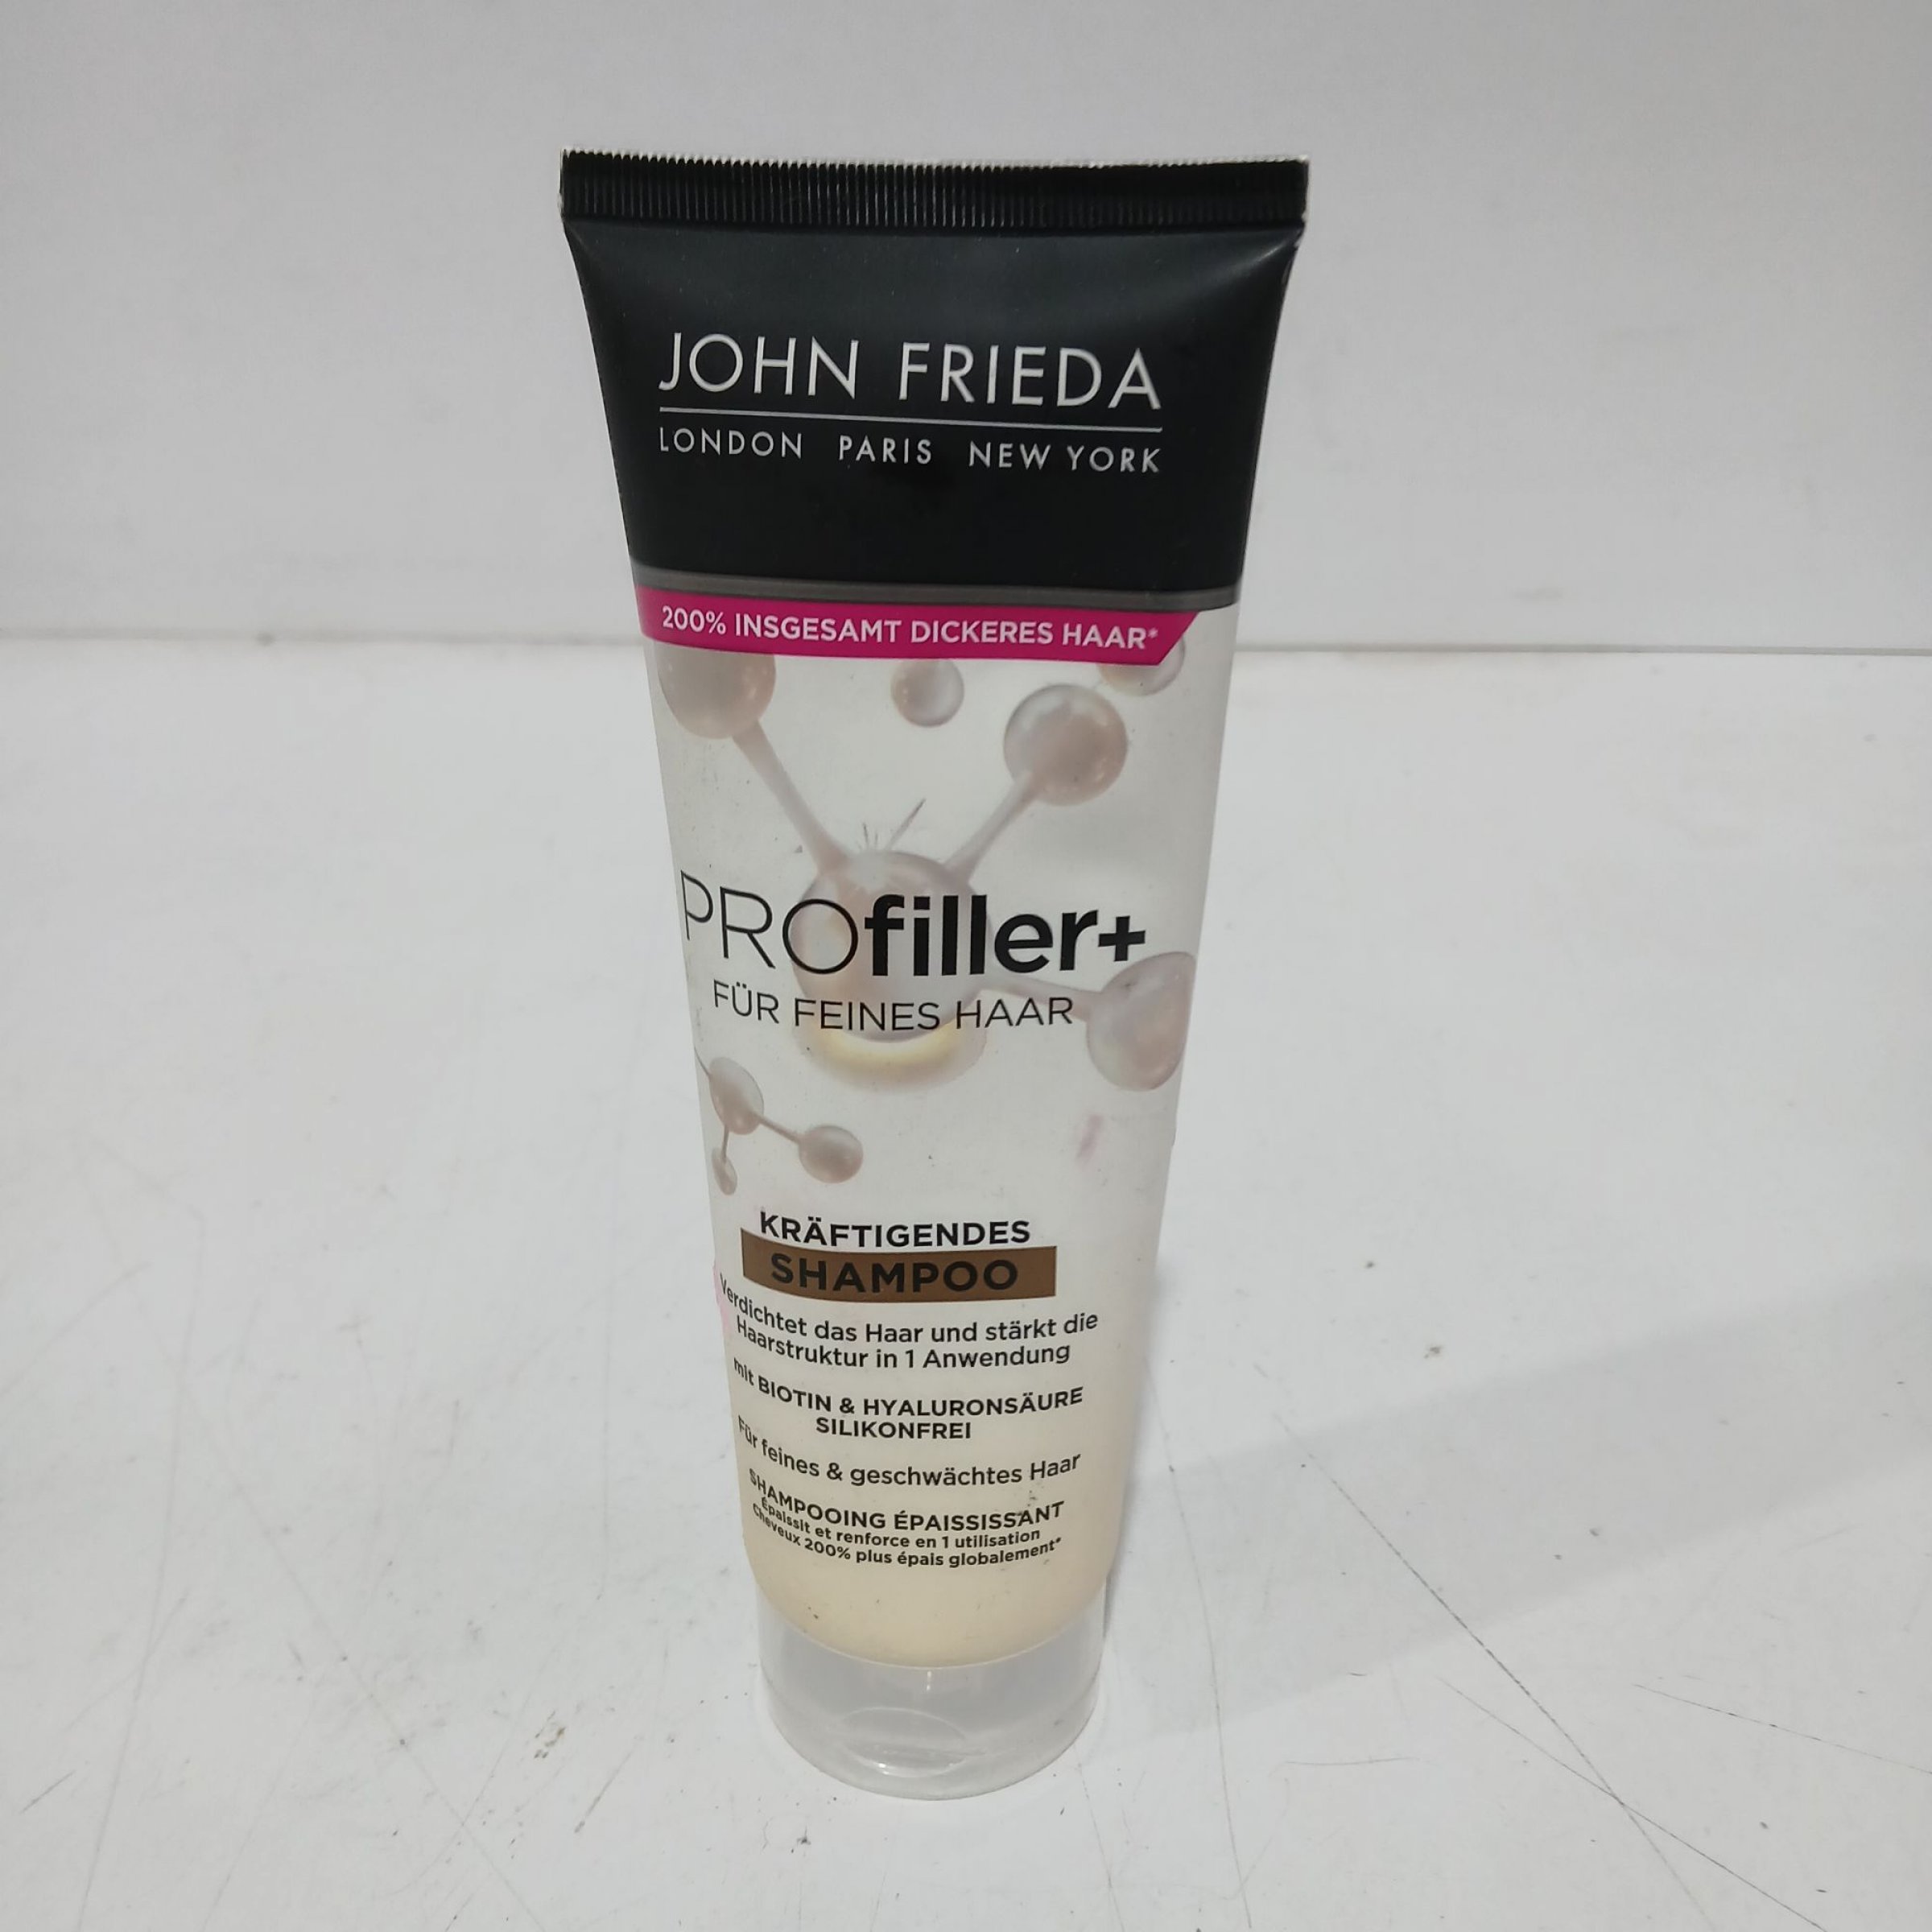 JOHN FRIEDA
LONDON PARIS NEW YORK
200% INSGESAMT DICKERES HAAR*
PROfiller+
FÜR FEINES HAAR
KRÄFTIGENDES
SHAMPOO
Verdichtet das Haar und stärkt die
Haarstruktur in 1 Anwendung
mit BIOTIN & HYALURONSÄURE
SILIKONFREI
Für feines & geschwächtes Haar
SHAMPOOING ÉPAISSISSANT
Épaissit et renforce en 1 utilisation
Cheveux 200% plus épais globalement*